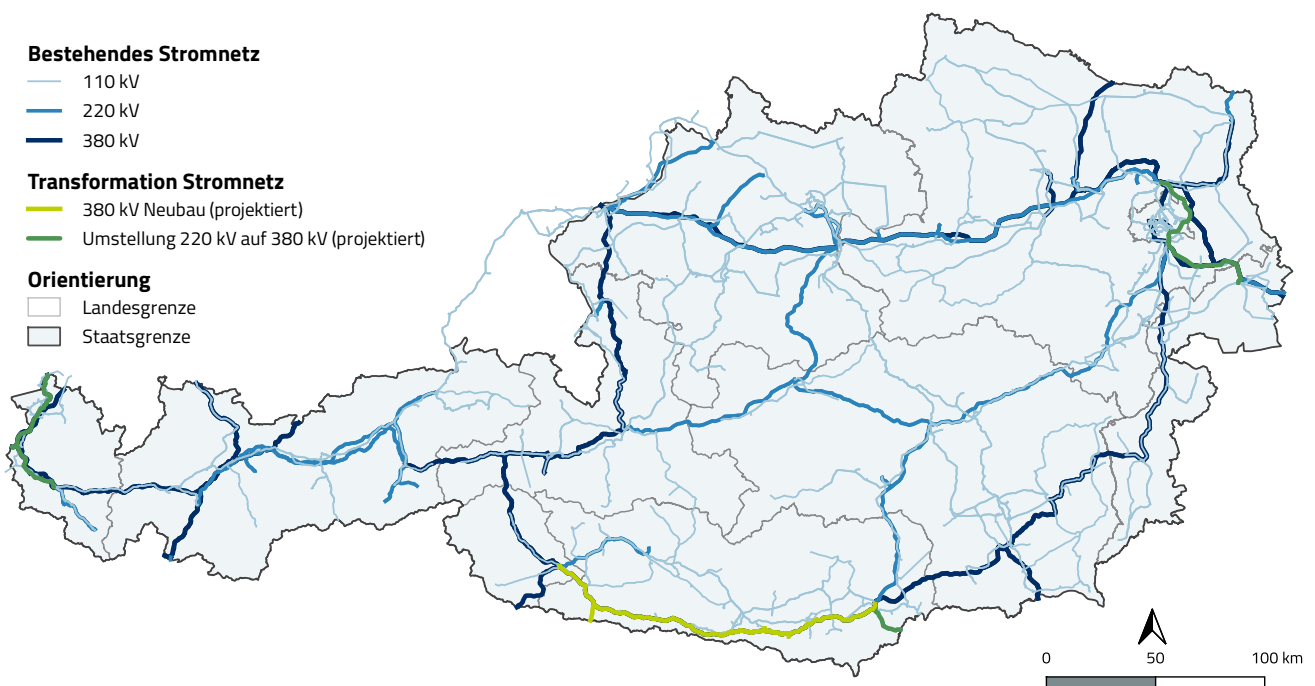 Bestehendes Stromnetz
110 kV
220 kV
380 kV
Transformation Stromnetz
380 kV Neubau (projektiert)
Umstellung 220 kV auf 380 kV (projektiert)
Orientierung
Landesgrenze
Staatsgrenze
0 50 100 km